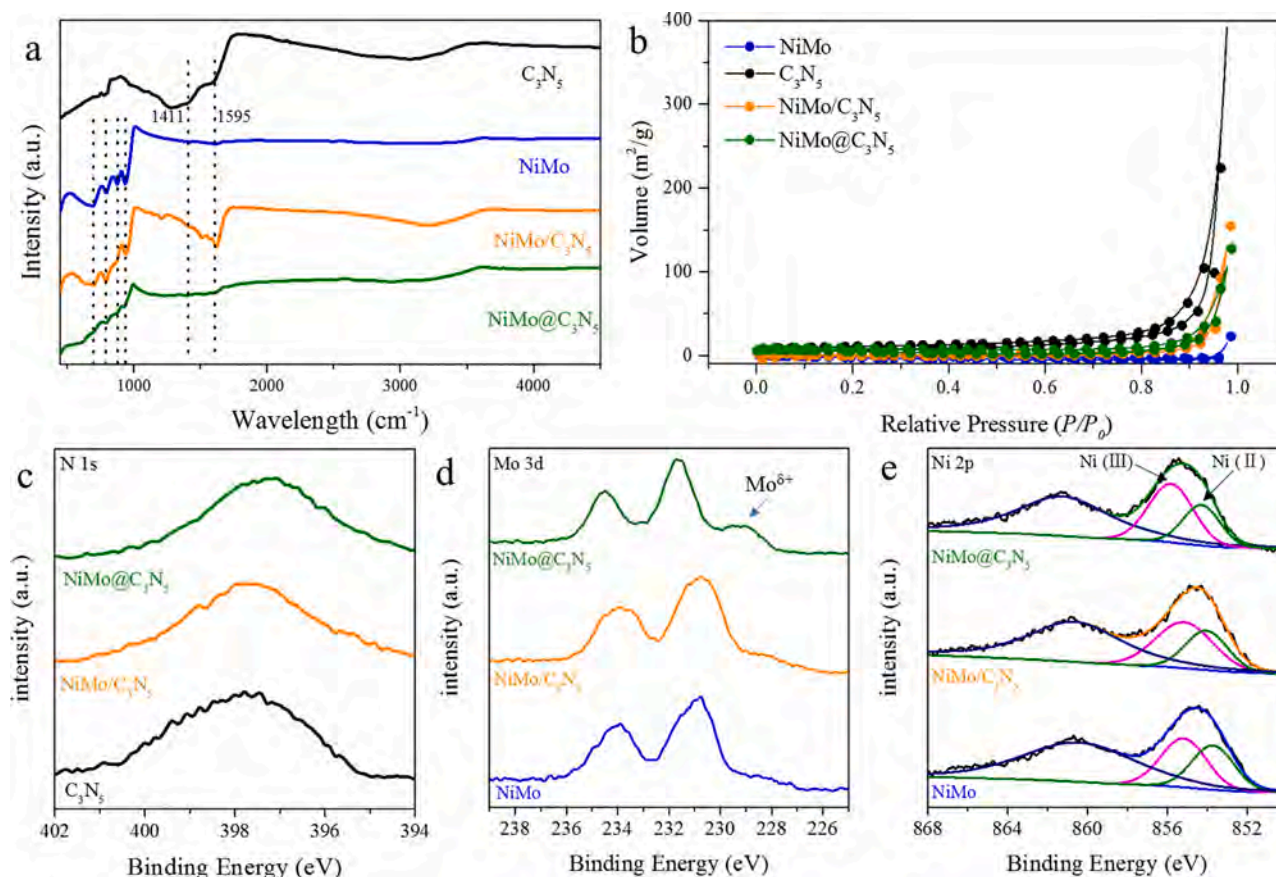 a
C₃N₅
1411
1595
NiMo
NiMo/C₃N₅
NiMo@C₃N₅
Intensity (a.u.)
1000 2000 3000 4000
Wavelength (cm⁻¹)
b
NiMo
C₃N₅
NiMo/C₃N₅
NiMo@C₃N₅
Volume (m²/g)
400
300
200
100
0
0.0 0.2 0.4 0.6 0.8 1.0
Relative Pressure (P/P₀)
c
N 1s
NiMo@C₃N₅
NiMo/C₃N₅
C₃N₅
intensity (a.u.)
402 400 398 396 394
Binding Energy (eV)
d
Mo 3d
Mo^δ+
NiMo@C₃N₅
NiMo/C₃N₅
NiMo
intensity (a.u.)
238 236 234 232 230 228 226
Binding Energy (eV)
e
Ni 2p
Ni (III)
Ni (II)
NiMo@C₃N₅
NiMo/C₃N₅
NiMo
intensity (a.u.)
868 864 860 856 852
Binding Energy (eV)